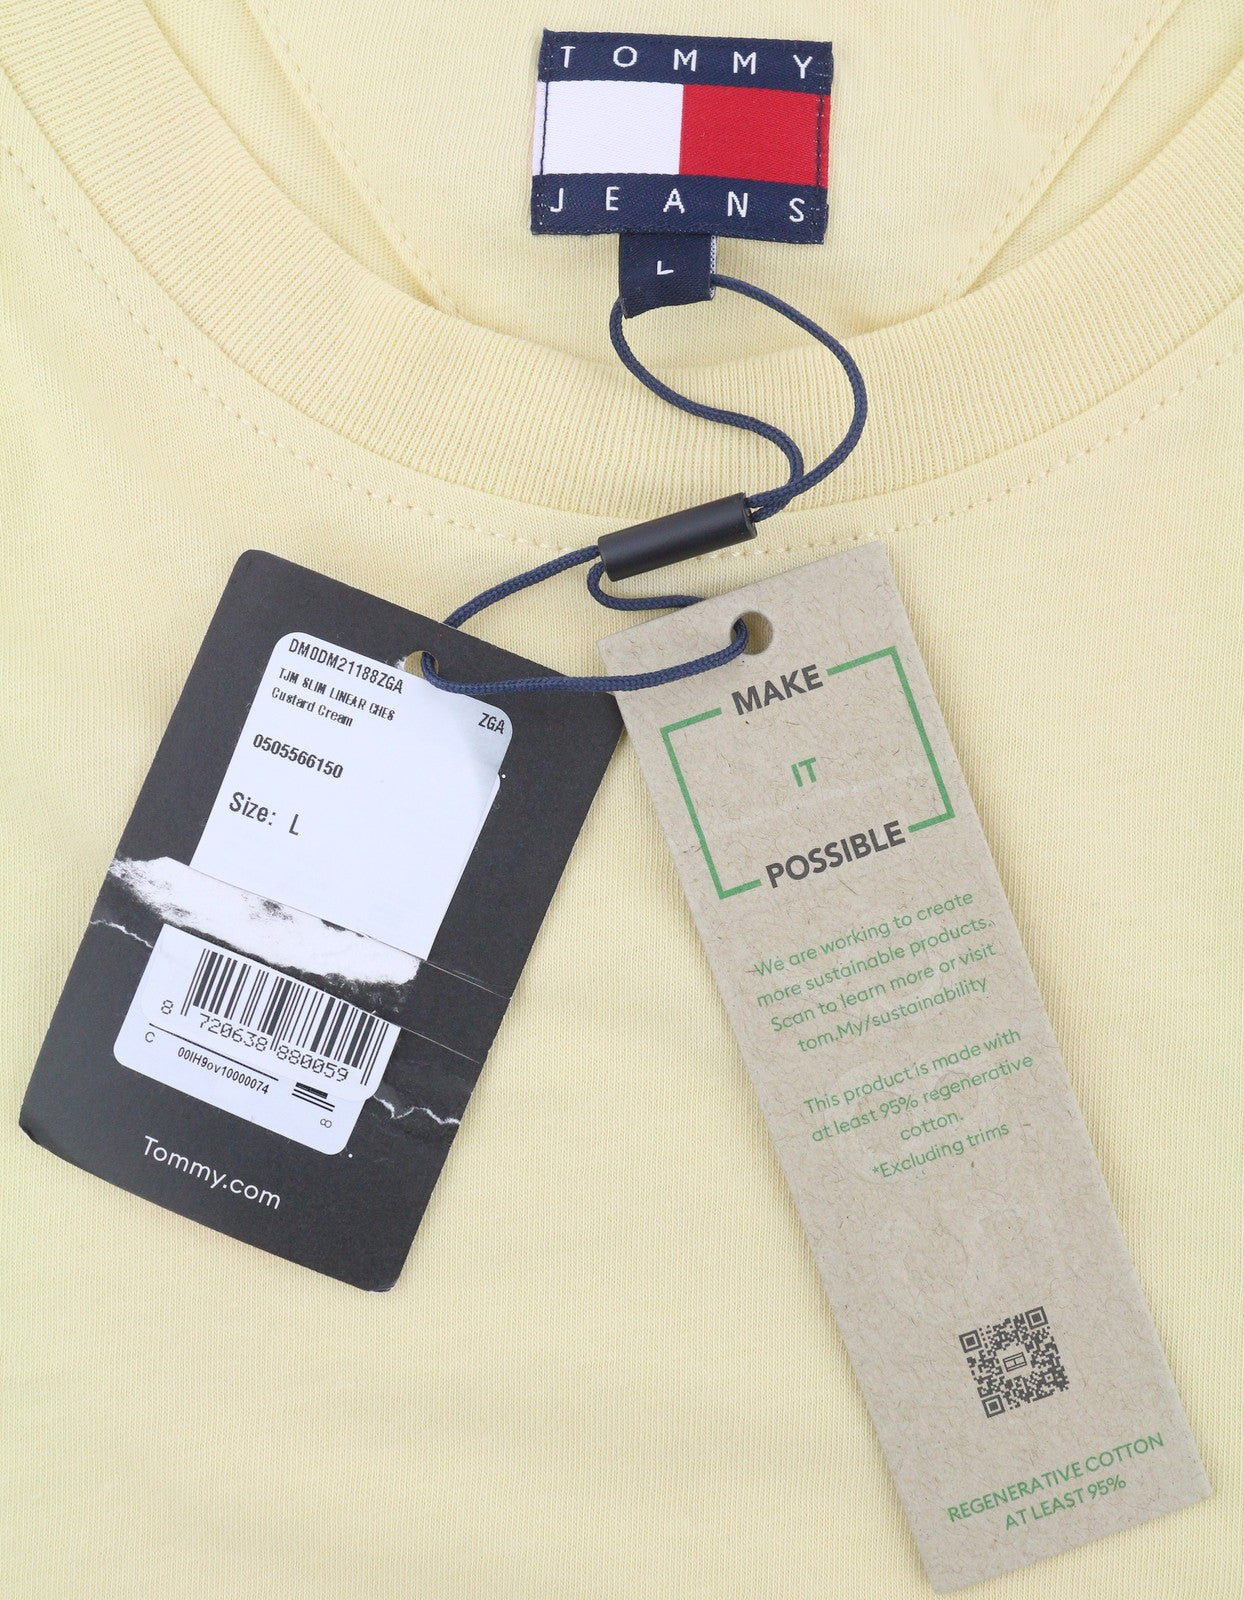 TOMMY
JEANS
L
DM0DM21188ZGA
TJM SLIM LINEAR CHES
Custard Cream
ZGA
0505566150
Size: L
8 720638 880059
C
00IH9ov10000074
8
Tommy.com
MAKE
IT
POSSIBLE
We are working to create
more sustainable products.
Scan to learn more or visit
tom.My/sustainability
This product is made with
at least 95% regenerative
cotton.
*Excluding trims
REGENERATIVE COTTON
AT LEAST 95%